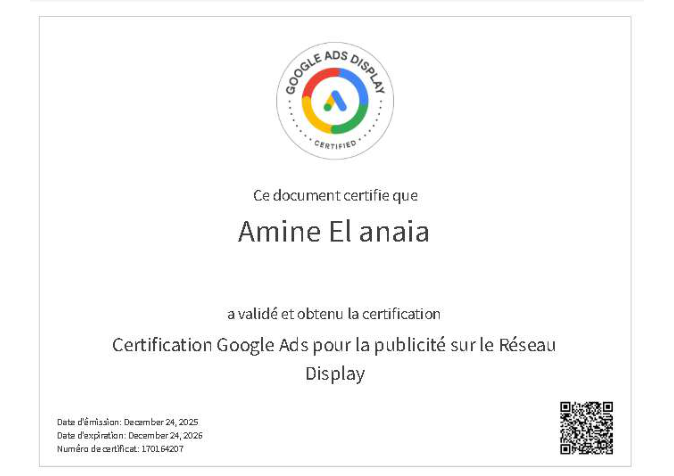 GOOGLE ADS DISPLAY
CERTIFIED
Ce document certifie que
Amine El anaia
a validé et obtenu la certification
Certification Google Ads pour la publicité sur le Réseau
Display
Date d'émission: December 24, 2025
Date d'expiration: December 24, 2026
Numéro de certificat: 170164207